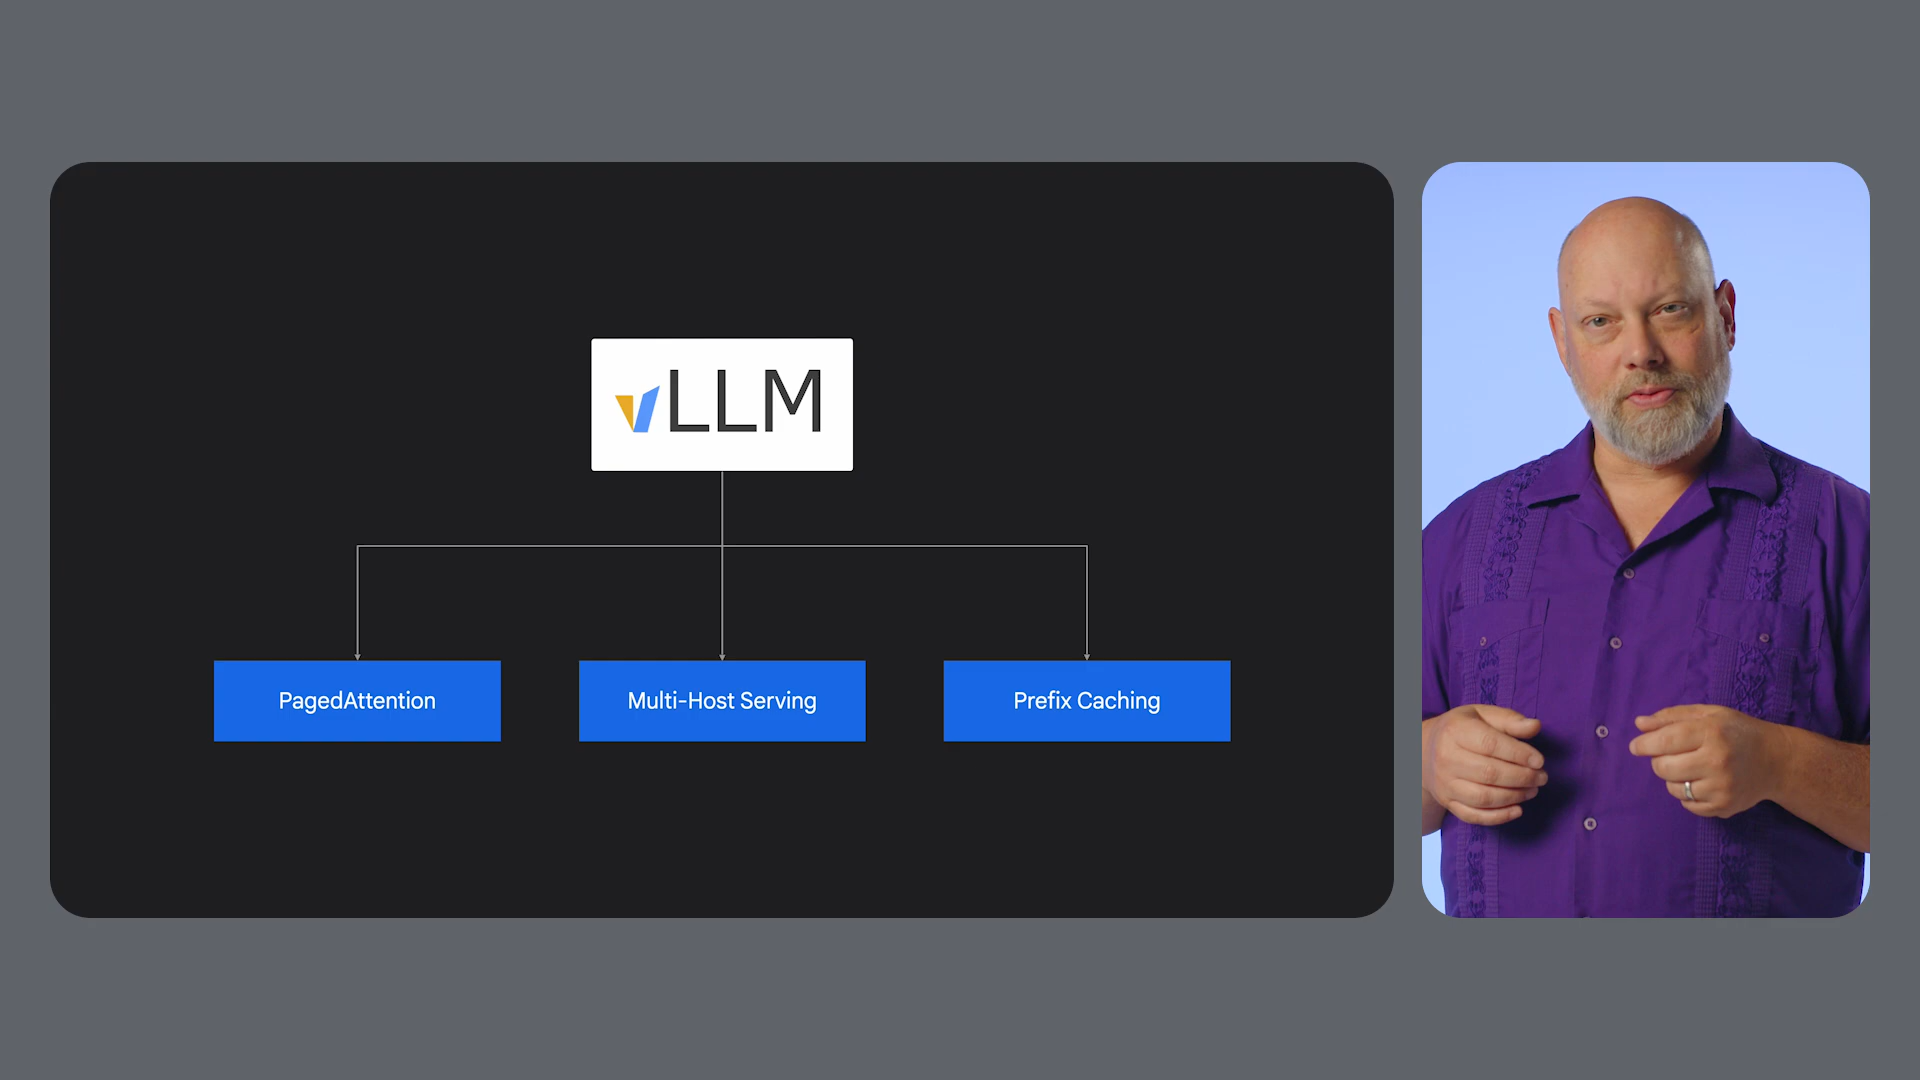 vLLM
PagedAttention
Multi-Host Serving
Prefix Caching